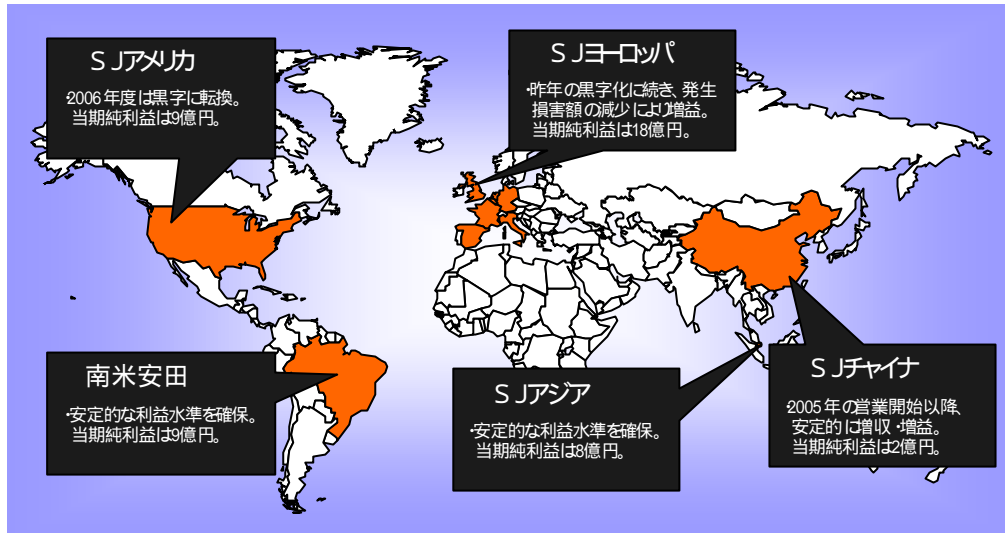 SJアメリカ
・2006年度は黒字に転換。
当期純利益は9億円。
SJヨーロッパ
・昨年の黒字化に続き、発生
損害額の減少により増益。
当期純利益は18億円。
南米安田
・安定的な利益水準を確保。
当期純利益は9億円。
SJアジア
・安定的な利益水準を確保。
当期純利益は8億円。
SJチャイナ
・2005年の営業開始以降、
安定的に増収・増益。
当期純利益は2億円。